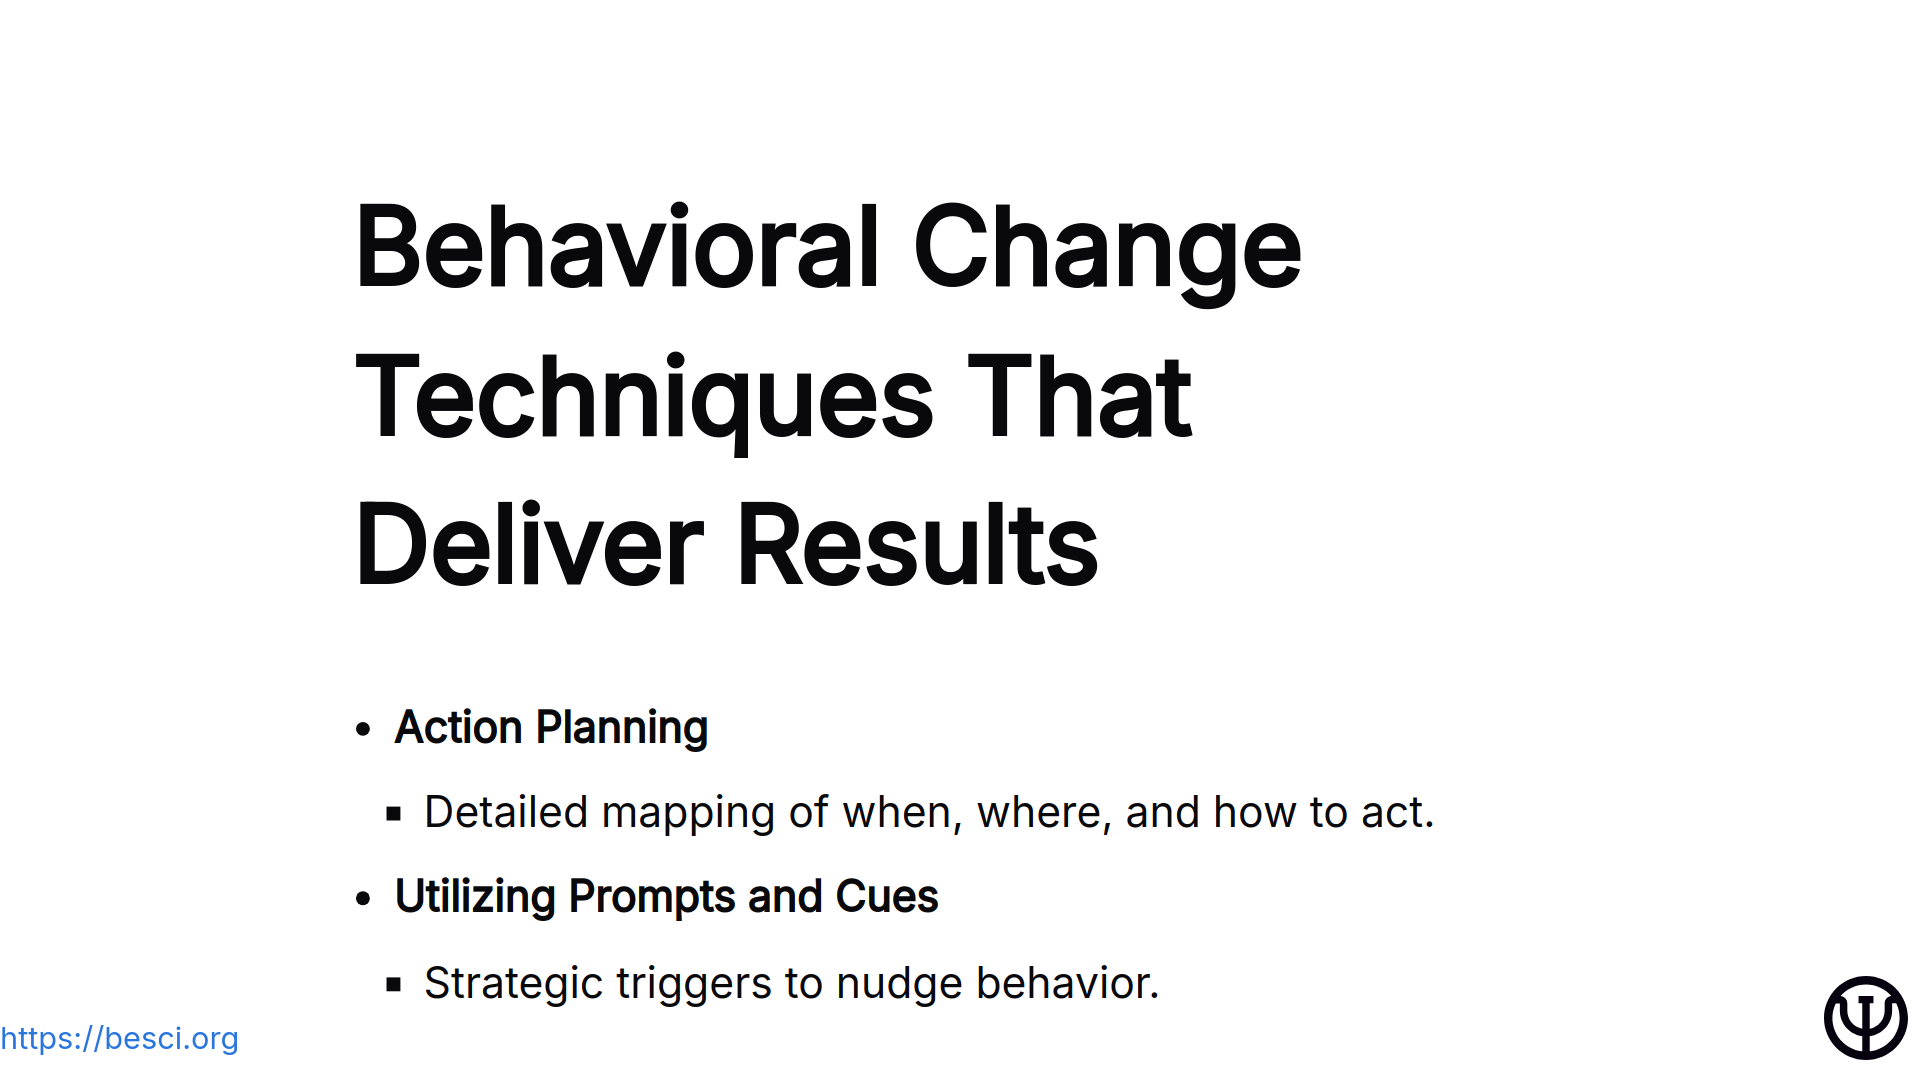 Behavioral Change
Techniques That
Deliver Results
• Action Planning
▪ Detailed mapping of when, where, and how to act.
• Utilizing Prompts and Cues
▪ Strategic triggers to nudge behavior.
https://besci.org